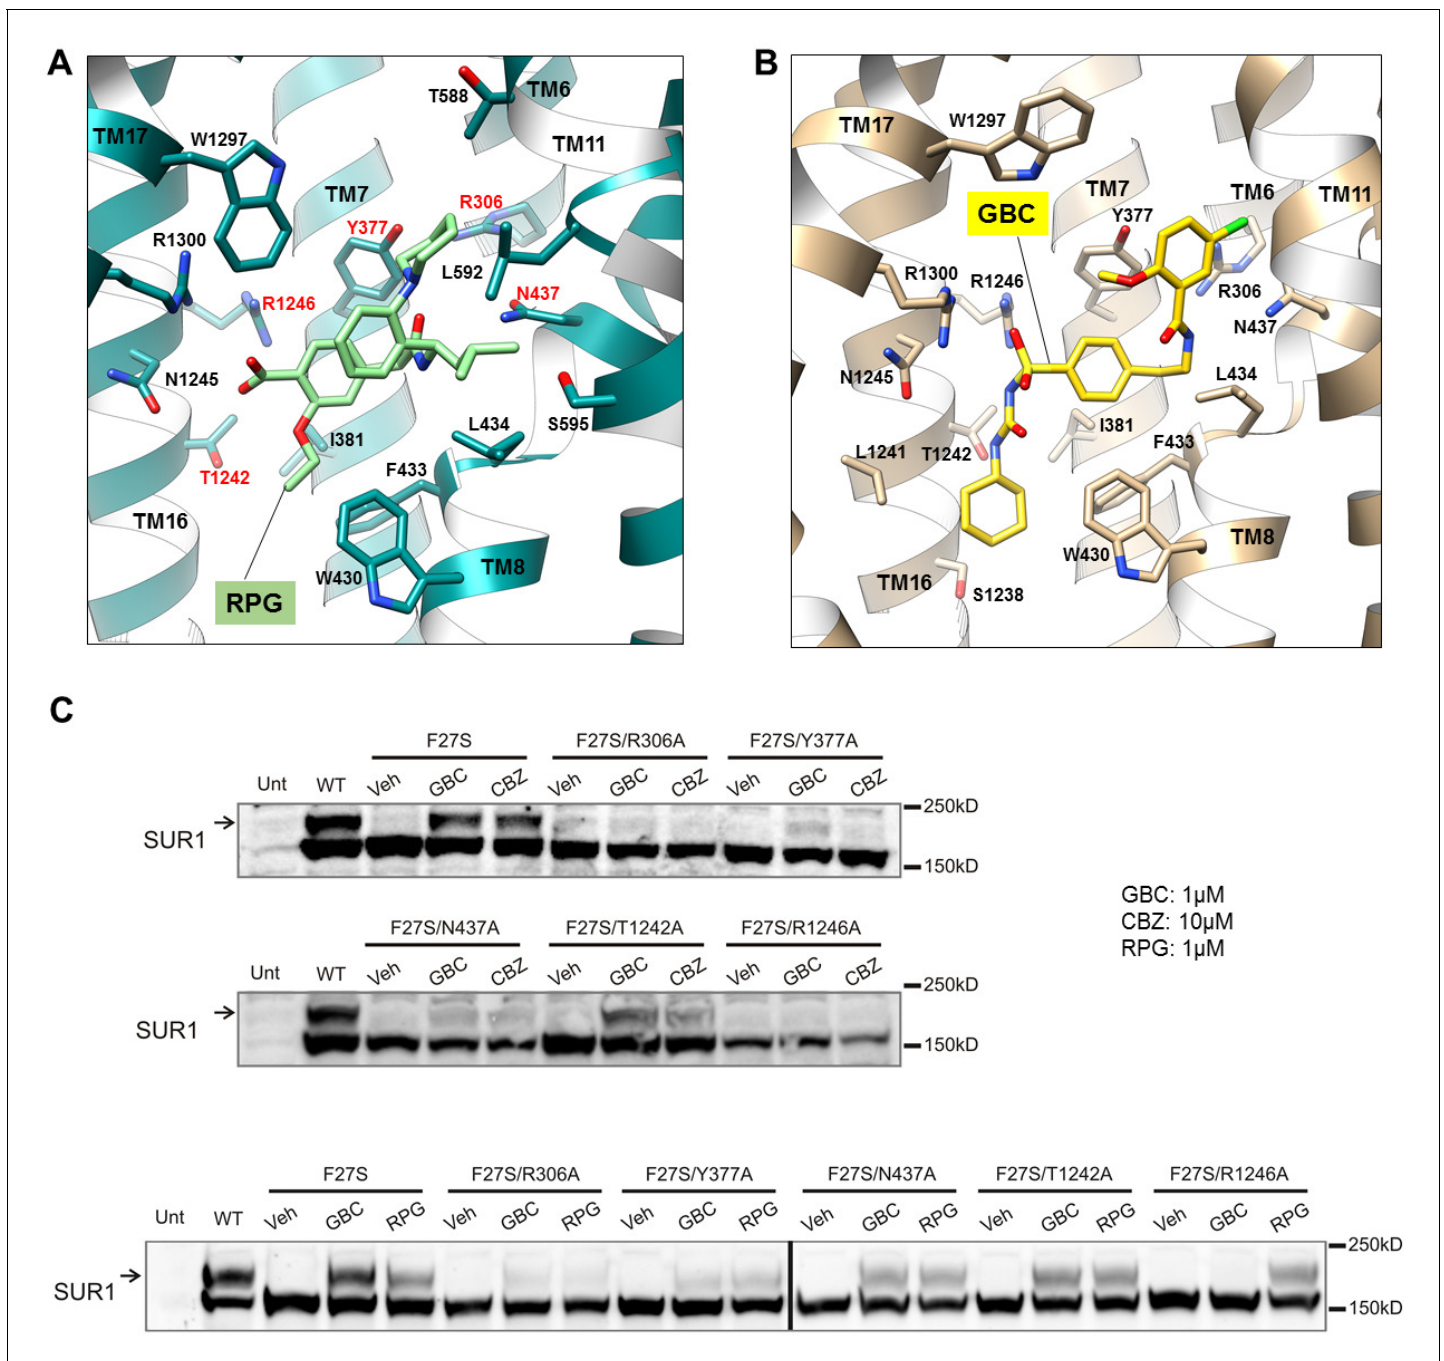 A
T588
TM6
TM17
W1297
TM11
TM7
R306
Y377
R1300
L592
R1246
N437
N1245
I381
L434
S595
T1242
F433
TM16
W430
TM8
RPG
B
TM17
W1297
TM7
TM6
TM11
GBC
Y377
R1300
R1246
R306
N437
N1245
L434
I381
L1241
T1242
F433
TM8
W430
TM16
S1238
C
F27S
F27S/R306A
F27S/Y377A
Unt WT Veh GBC CBZ Veh GBC CBZ Veh GBC CBZ
250kD
SUR1
150kD
GBC: 1µM
CBZ: 10µM
RPG: 1µM
F27S/N437A
F27S/T1242A
F27S/R1246A
Unt WT Veh GBC CBZ Veh GBC CBZ Veh GBC CBZ
250kD
SUR1
150kD
F27S
F27S/R306A
F27S/Y377A
F27S/N437A
F27S/T1242A
F27S/R1246A
Unt WT Veh GBC RPG Veh GBC RPG Veh GBC RPG Veh GBC RPG Veh GBC RPG Veh GBC RPG
250kD
SUR1
150kD